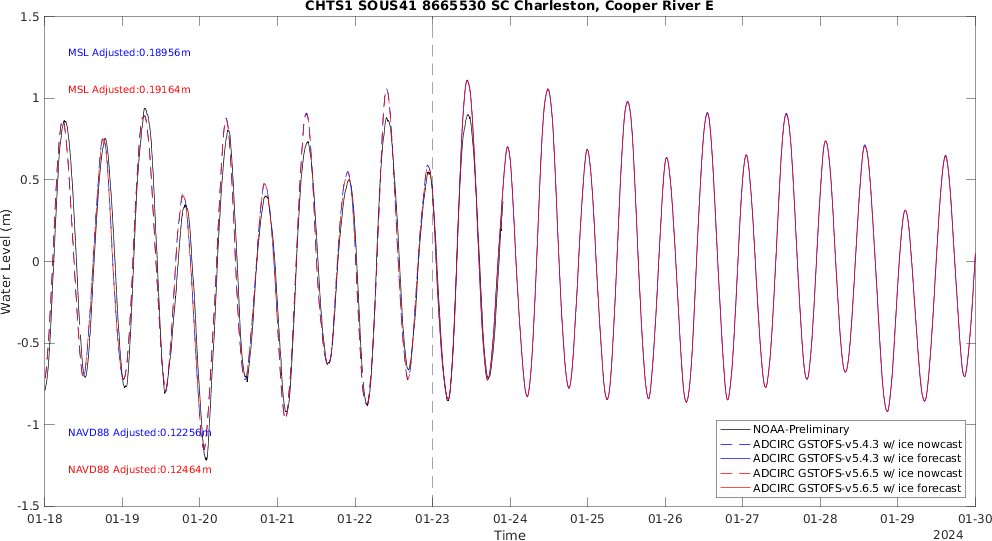 CHTS1 SOUS41 8665530 SC Charleston, Cooper River E
1.5
1
0.5
0
-0.5
-1
-1.5
Water Level (m)
MSL Adjusted:0.18956m
MSL Adjusted:0.19164m
NAVD88 Adjusted:0.12256m
NAVD88 Adjusted:0.12464m
NOAA-Preliminary
ADCIRC GSTOFS-v5.4.3 w/ ice nowcast
ADCIRC GSTOFS-v5.4.3 w/ ice forecast
ADCIRC GSTOFS-v5.6.5 w/ ice nowcast
ADCIRC GSTOFS-v5.6.5 w/ ice forecast
01-18 01-19 01-20 01-21 01-22 01-23 01-24 01-25 01-26 01-27 01-28 01-29 01-30
Time
2024